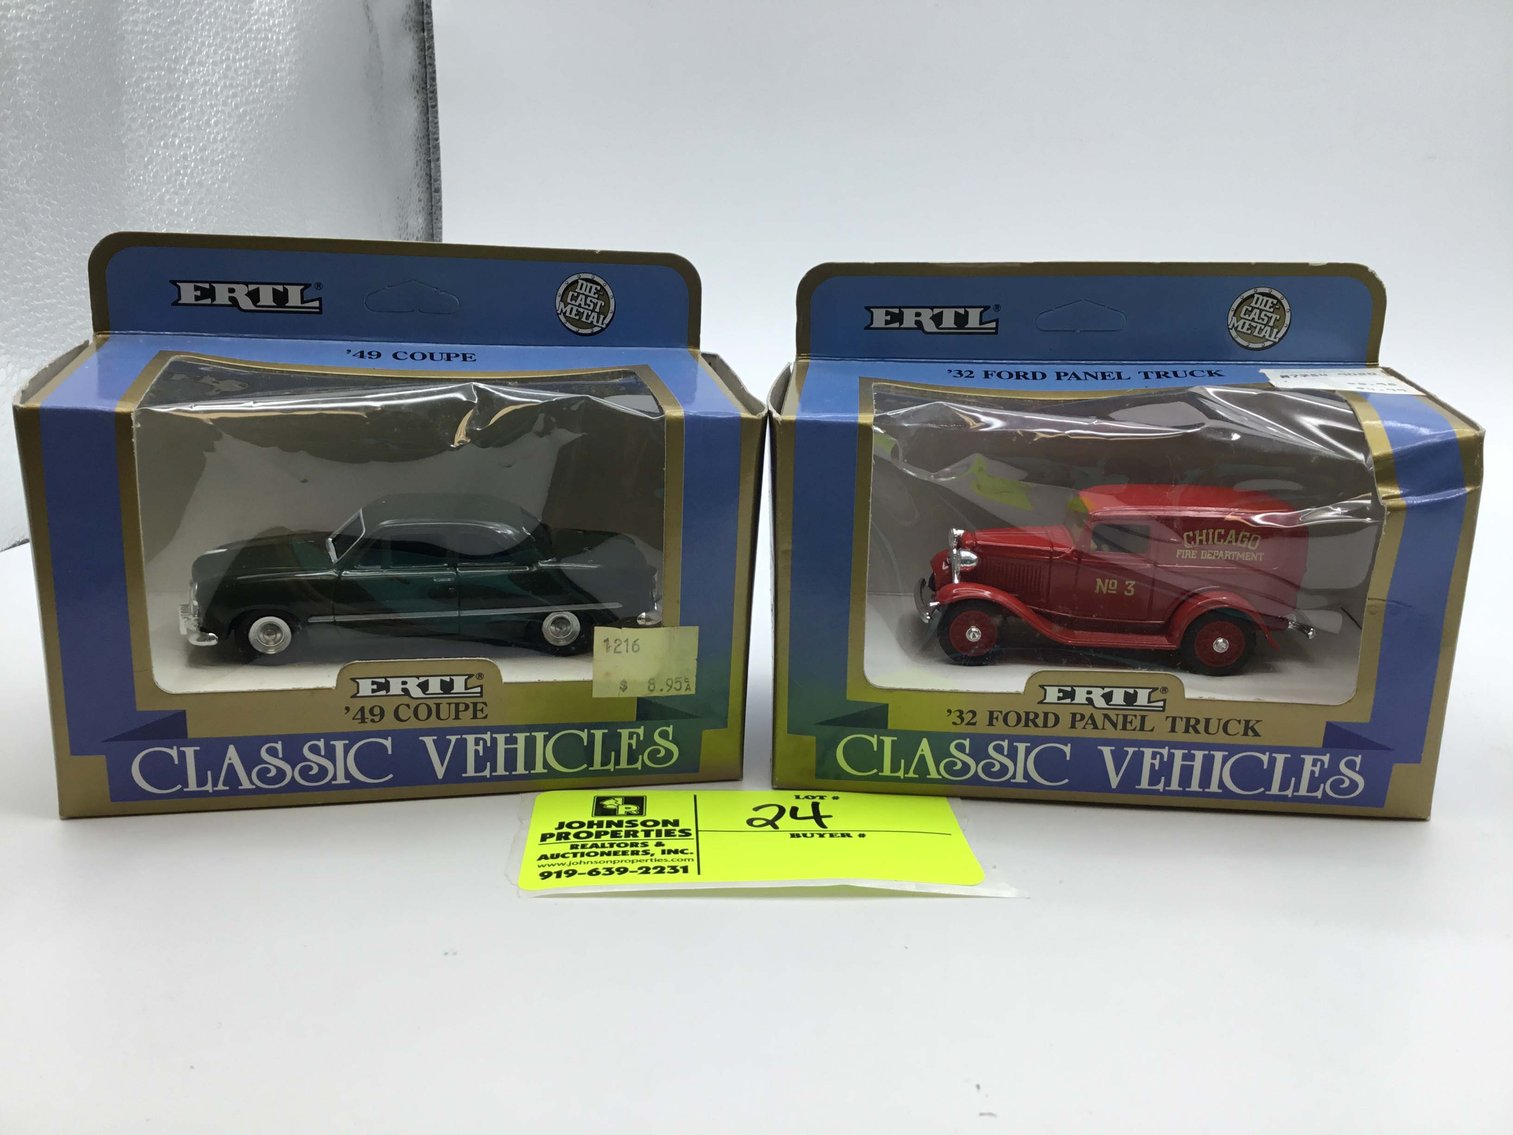 ERTL®
DIE-
CAST
METAL
'49 COUPE
1216
$ 8.95 EA
ERTL®
'49 COUPE
CLASSIC VEHICLES
ERTL®
DIE-
CAST
METAL
'32 FORD PANEL TRUCK
CHICAGO
FIRE DEPARTMENT
No 3
ERTL®
'32 FORD PANEL TRUCK
CLASSIC VEHICLES
JOHNSON
PROPERTIES
REALTORS &
AUCTIONEERS, INC.
www.johnsonproperties.com
919-639-2231
LOT #
24
BUYER #